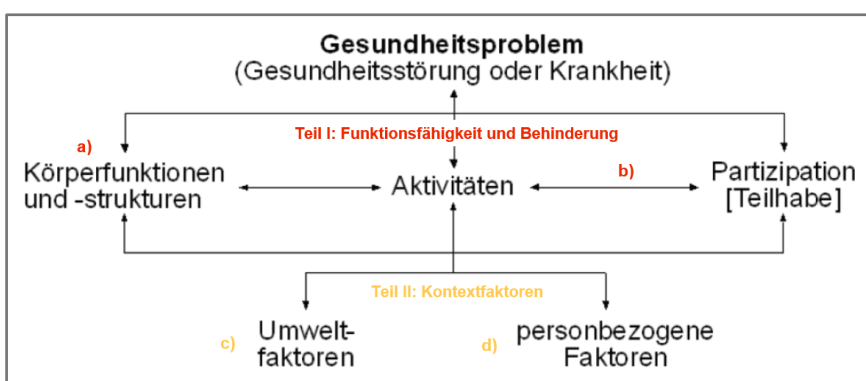 Gesundheitsproblem
(Gesundheitsstörung oder Krankheit)
Teil I: Funktionsfähigkeit und Behinderung
a)
Körperfunktionen
und -strukturen
Aktivitäten
b)
Partizipation
[Teilhabe]
Teil II: Kontextfaktoren
c)
Umwelt-
faktoren
d)
personbezogene
Faktoren